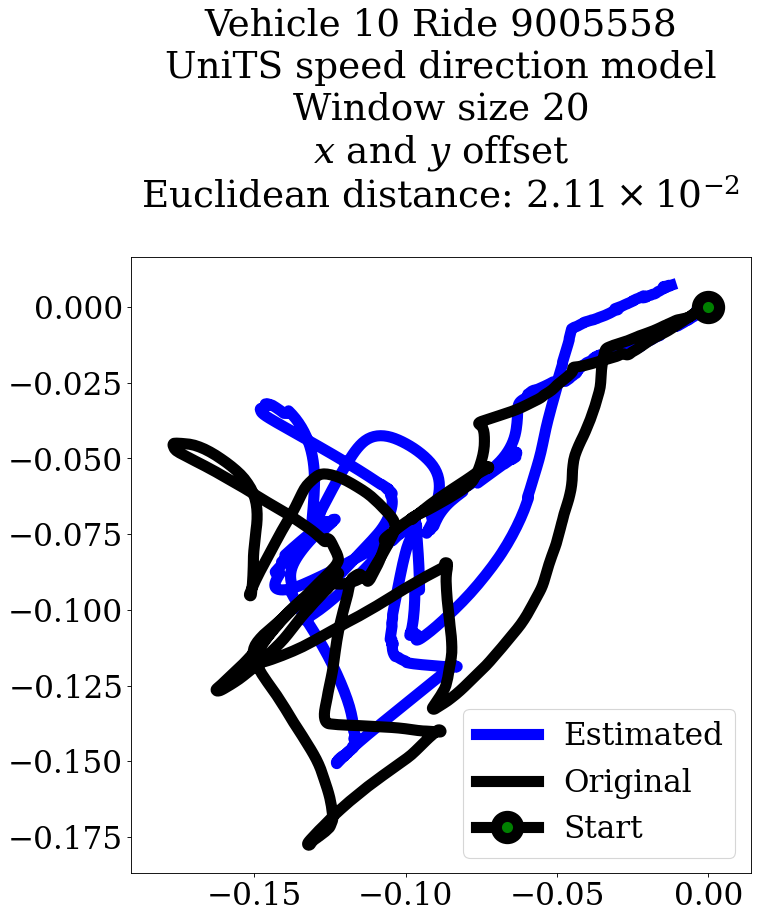 Vehicle 10 Ride 9005558
UniTS speed direction model
Window size 20
x and y offset
Euclidean distance: 2.11 × 10⁻²
0.000
−0.025
−0.050
−0.075
−0.100
−0.125
−0.150
−0.175
−0.15
−0.10
−0.05
0.00
Estimated
Original
Start